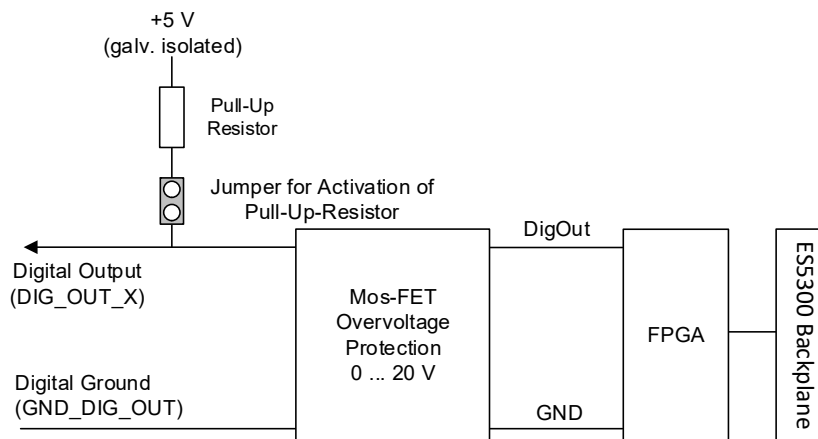 +5 V
(galv. isolated)
Pull-Up
Resistor
Jumper for Activation of
Pull-Up-Resistor
Digital Output
(DIG_OUT_X)
Mos-FET
Overvoltage
Protection
0 ... 20 V
DigOut
FPGA
ES5300 Backplane
Digital Ground
(GND_DIG_OUT)
GND